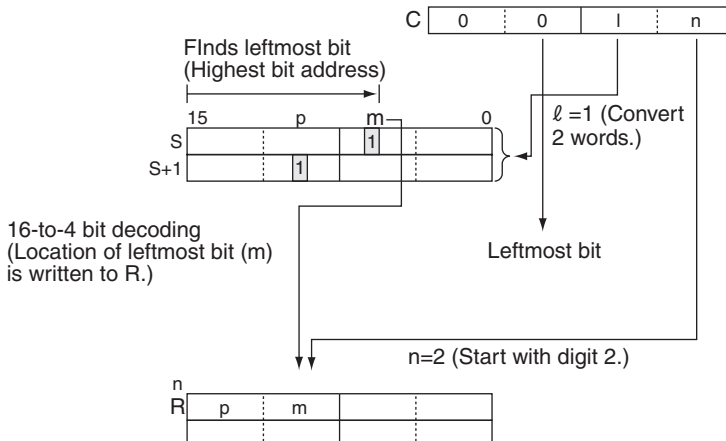 C 0 0 l n
FInds leftmost bit
(Highest bit address)
ℓ =1 (Convert
2 words.)
15 p m 0
S 1
S+1 1
16-to-4 bit decoding
(Location of leftmost bit (m)
is written to R.)
Leftmost bit
n=2 (Start with digit 2.)
n
R p m